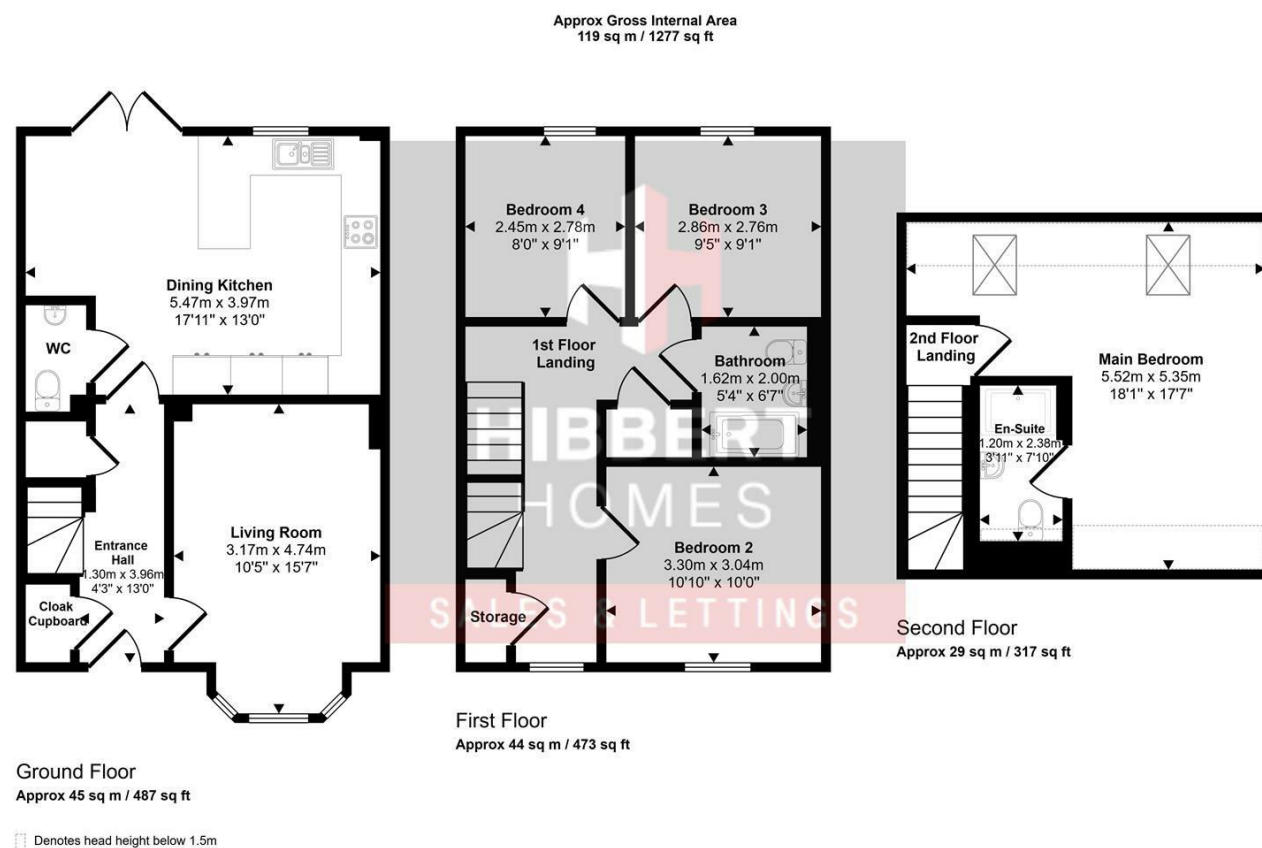 Approx Gross Internal Area
119 sq m / 1277 sq ft
Dining Kitchen
5.47m x 3.97m
17'11" x 13'0"
WC
Living Room
3.17m x 4.74m
10'5" x 15'7"
Entrance
Hall
1.30m x 3.96m
4'3" x 13'0"
Cloak
Cupboard
Ground Floor
Approx 45 sq m / 487 sq ft
Denotes head height below 1.5m
Bedroom 4
2.45m x 2.78m
8'0" x 9'1"
Bedroom 3
2.86m x 2.76m
9'5" x 9'1"
1st Floor
Landing
Bathroom
1.62m x 2.00m
5'4" x 6'7"
HIBBERT
HOMES
SALES & LETTINGS
Bedroom 2
3.30m x 3.04m
10'10" x 10'0"
Storage
First Floor
Approx 44 sq m / 473 sq ft
2nd Floor
Landing
Main Bedroom
5.52m x 5.35m
18'1" x 17'7"
En-Suite
1.20m x 2.38m
3'11" x 7'10"
Second Floor
Approx 29 sq m / 317 sq ft